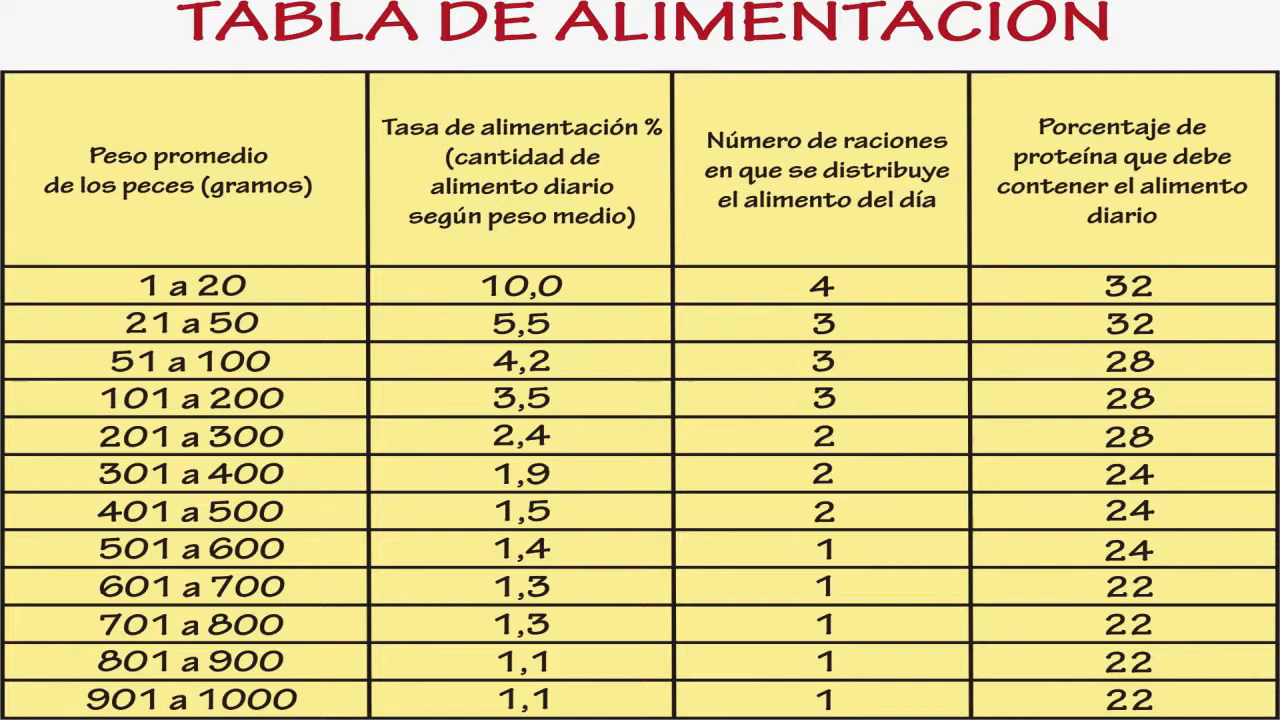 TABLA DE ALIMENTACIÓN
Peso promedio
de los peces (gramos)
Tasa de alimentación %
(cantidad de
alimento diario
según peso medio)
Número de raciones
en que se distribuye
el alimento del día
Porcentaje de
proteína que debe
contener el alimento
diario
1 a 20 10,0 4 32
21 a 50 5,5 3 32
51 a 100 4,2 3 28
101 a 200 3,5 3 28
201 a 300 2,4 2 28
301 a 400 1,9 2 24
401 a 500 1,5 2 24
501 a 600 1,4 1 24
601 a 700 1,3 1 22
701 a 800 1,3 1 22
801 a 900 1,1 1 22
901 a 1000 1,1 1 22